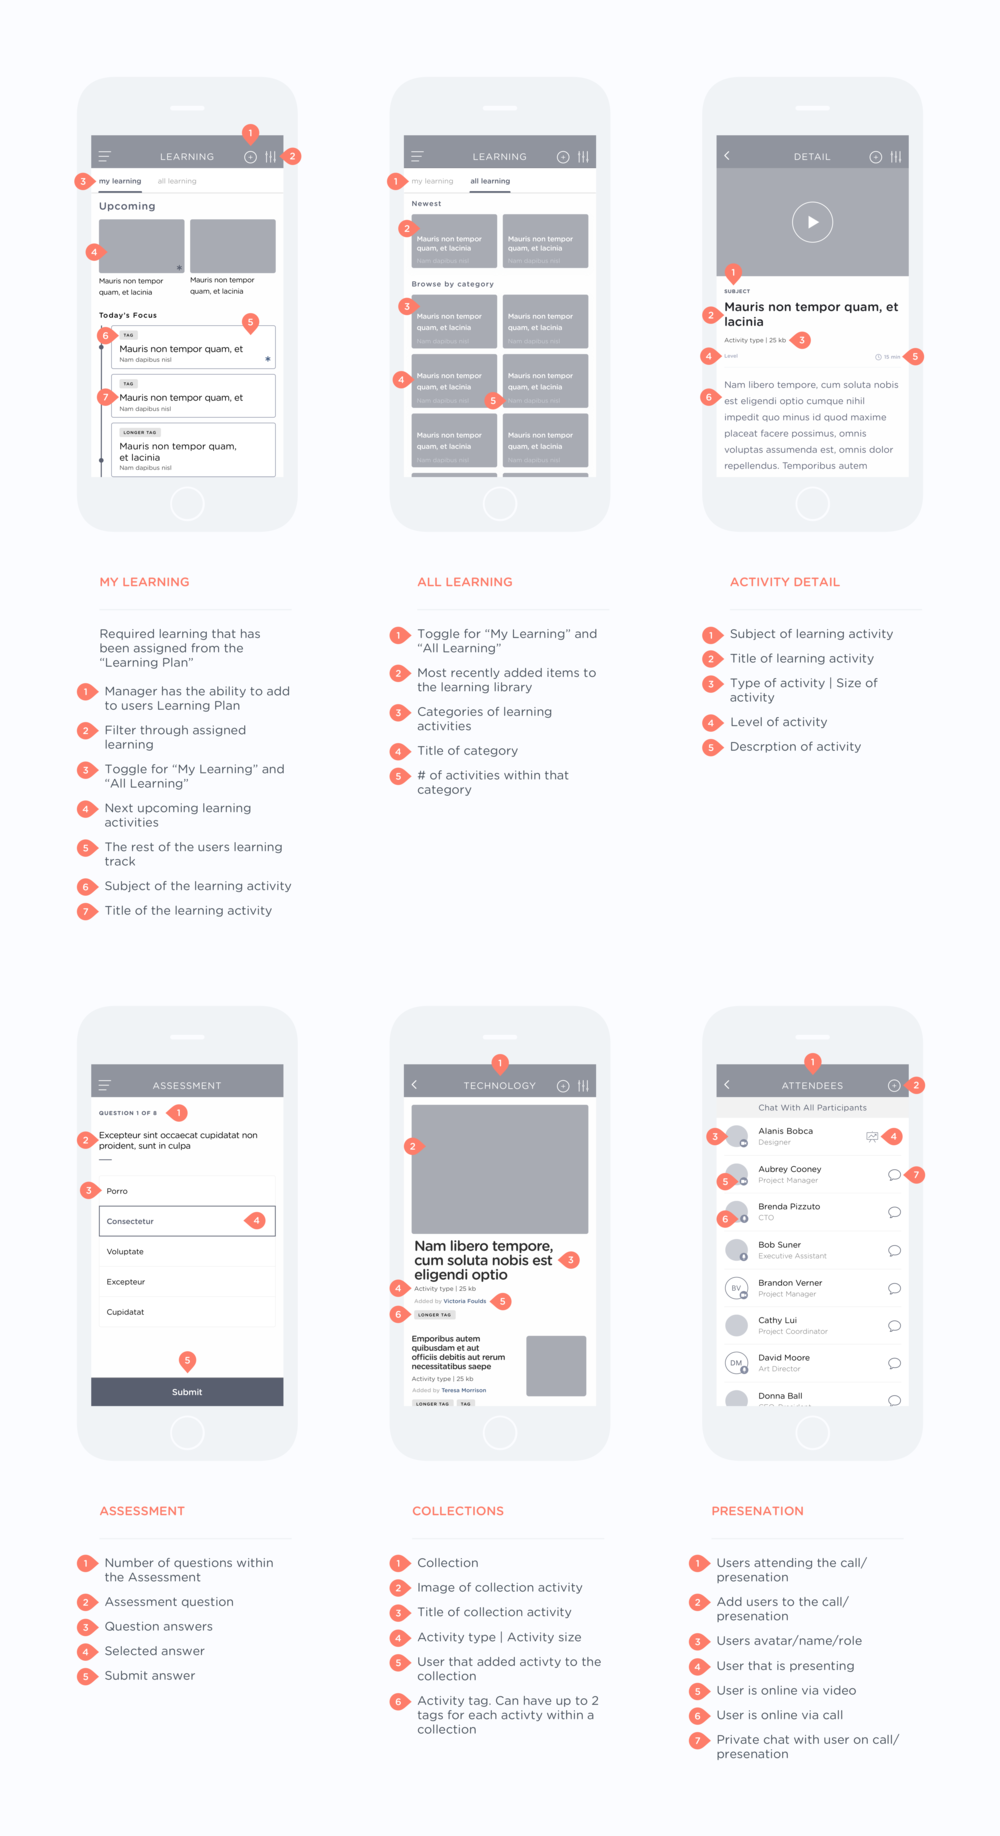 1
LEARNING
2
3
my learning
all learning
Upcoming
4
*
Mauris non tempor
quam, et lacinia
Mauris non tempor
quam, et lacinia
Today's Focus
5
6
TAG
Mauris non tempor quam, et
Nam dapibus nisl
*
TAG
7
Mauris non tempor quam, et
Nam dapibus nisl
LONGER TAG
Mauris non tempor quam,
et lacinia
Nam dapibus nisl
LEARNING
1
my learning
all learning
Newest
2
Mauris non tempor
quam, et lacinia
Nam dapibus nisl
Mauris non tempor
quam, et lacinia
Nam dapibus nisl
Browse by category
3
Mauris non tempor
quam, et lacinia
Nam dapibus nisl
Mauris non tempor
quam, et lacinia
Nam dapibus nisl
4
Mauris non tempor
quam, et lacinia
Nam dapibus nisl
5
Mauris non tempor
quam, et lacinia
Nam dapibus nisl
Mauris non tempor
quam, et lacinia
Nam dapibus nisl
Mauris non tempor
quam, et lacinia
Nam dapibus nisl
DETAIL
1
SUBJECT
2
Mauris non tempor quam, et
lacinia
Activity type | 25 kb
3
4
Level
15 min
5
6
Nam libero tempore, cum soluta nobis
est eligendi optio cumque nihil
impedit quo minus id quod maxime
placeat facere possimus, omnis
voluptas assumenda est, omnis dolor
repellendus. Temporibus autem
MY LEARNING
Required learning that has
been assigned from the
“Learning Plan”
1 Manager has the ability to add
to users Learning Plan
2 Filter through assigned
learning
3 Toggle for “My Learning” and
“All Learning”
4 Next upcoming learning
activities
5 The rest of the users learning
track
6 Subject of the learning activity
7 Title of the learning activity
ALL LEARNING
1 Toggle for “My Learning” and
“All Learning”
2 Most recently added items to
the learning library
3 Categories of learning
activities
4 Title of category
5 # of activities within that
category
ACTIVITY DETAIL
1 Subject of learning activity
2 Title of learning activity
3 Type of activity | Size of
activity
4 Level of activity
5 Descrption of activity
ASSESSMENT
QUESTION 1 OF 8
1
2
Excepteur sint occaecat cupidatat non
proident, sunt in culpa
3
Porro
Consectetur
4
Voluptate
Excepteur
Cupidatat
5
Submit
1
TECHNOLOGY
2
Nam libero tempore,
cum soluta nobis est
eligendi optio
3
4
Activity type | 25 kb
Added by Victoria Foulds
5
6
LONGER TAG
Emporibus autem
quibusdam et aut
officiis debitis aut rerum
necessitatibus saepe
Activity type | 25 kb
Added by Teresa Morrison
LONGER TAG
TAG
1
ATTENDEES
2
Chat With All Participants
3
Alanis Bobca
Designer
4
Aubrey Cooney
Project Manager
5
7
Brenda Pizzuto
CTO
6
Bob Suner
Executive Assistant
BV
Brandon Verner
Project Manager
Cathy Lui
Project Coordinator
DM
David Moore
Art Director
Donna Ball
ASSESSMENT
1 Number of questions within
the Assessment
2 Assessment question
3 Question answers
4 Selected answer
5 Submit answer
COLLECTIONS
1 Collection
2 Image of collection activity
3 Title of collection activity
4 Activity type | Activity size
5 User that added activty to the
collection
6 Activity tag. Can have up to 2
tags for each activty within a
collection
PRESENATION
1 Users attending the call/
presenation
2 Add users to the call/
presenation
3 Users avatar/name/role
4 User that is presenting
5 User is online via video
6 User is online via call
7 Private chat with user on call/
presenation